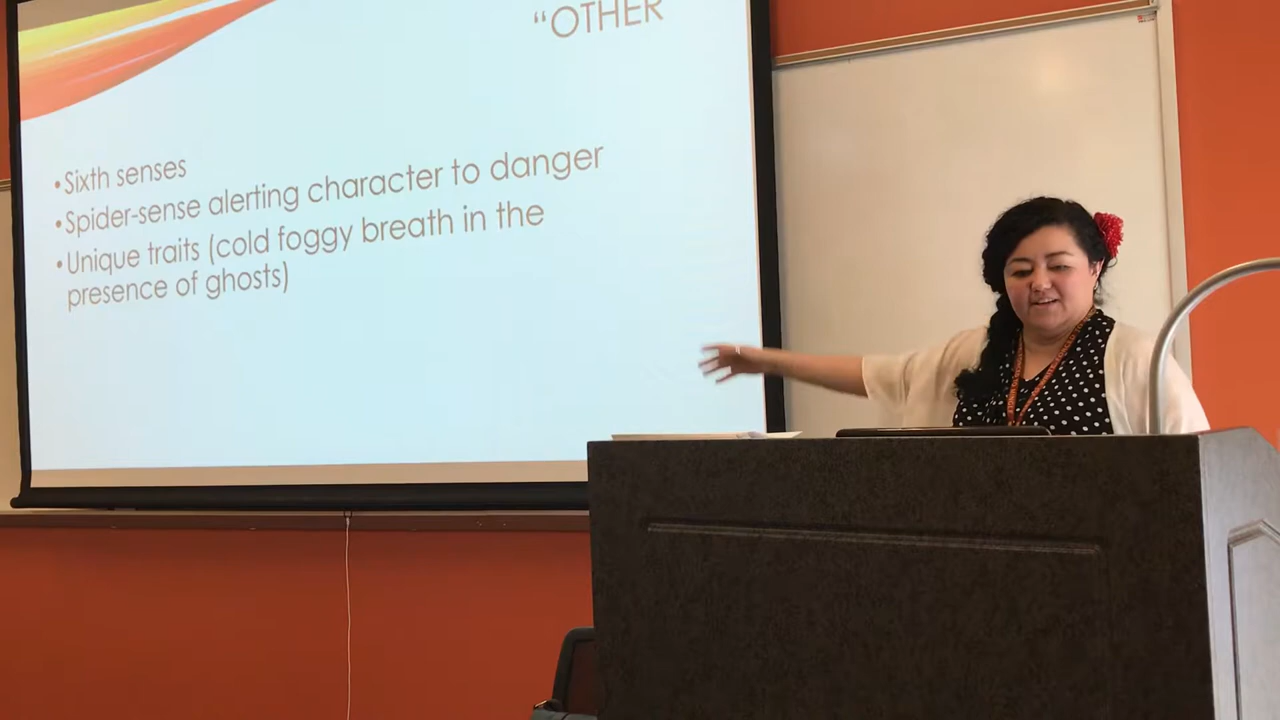 “OTHER
•Sixth senses
•Spider-sense alerting character to danger
•Unique traits (cold foggy breath in the
presence of ghosts)